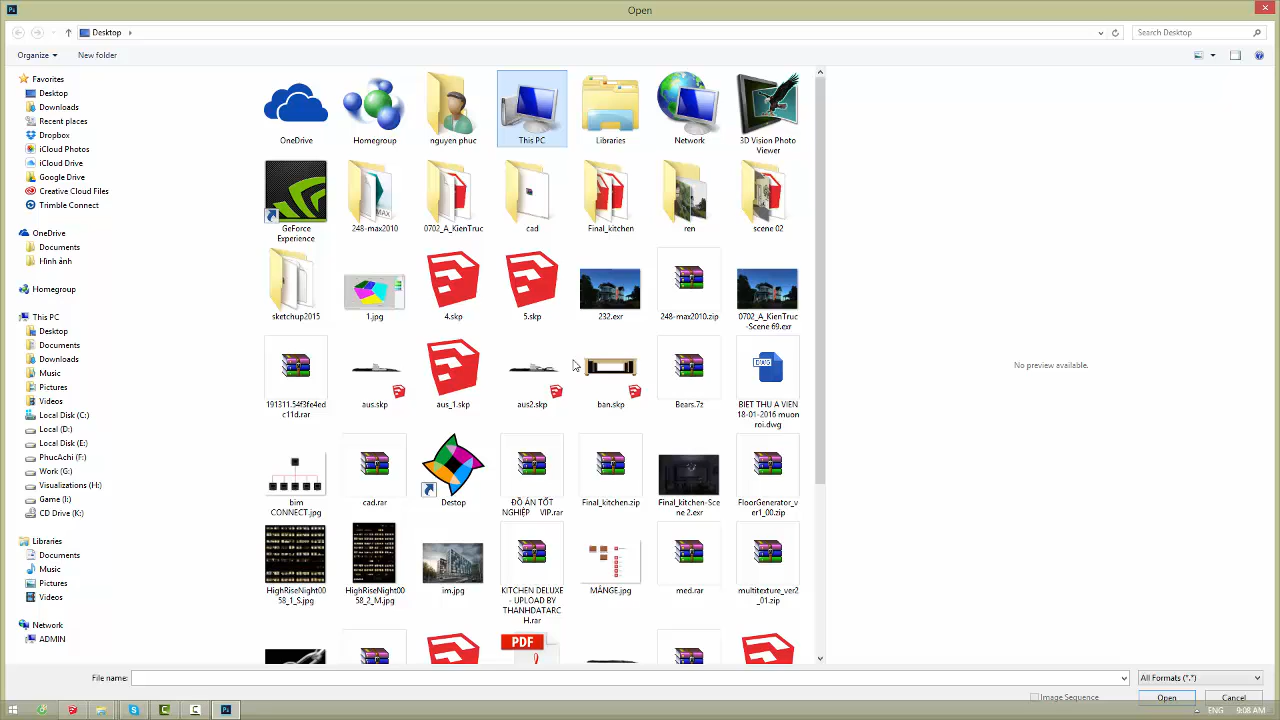 Ps
Open
Desktop
Search Desktop
Organize
New folder
Favorites
Desktop
Downloads
Recent places
Dropbox
iCloud Photos
iCloud Drive
Google Drive
Creative Cloud Files
Trimble Connect
OneDrive
Documents
Hình ảnh
Homegroup
This PC
Desktop
Documents
Downloads
Music
Pictures
Videos
Local Disk (C:)
Local (D:)
Local Disk (E:)
PhucAchi (F:)
Work (G:)
Visualizations (H:)
Game (I:)
CD Drive (K:)
Libraries
Documents
Music
Pictures
Videos
Network
ADMIN
OneDrive
Homegroup
nguyen phuc
This PC
Libraries
Network
3D Vision Photo
Viewer
GeForce
Experience
MAX
248-max2010
0702_A_KienTruc
cad
Final_kitchen
ren
scene 02
sketchup2015
1.jpg
4.skp
5.skp
232.exr
248-max2010.zip
0702_A_KienTruc
-Scene 69.exr
191311.54f3fe4ed
c11d.rar
aus.skp
aus_1.skp
aus2.skp
ban.skp
Bears.7z
DWG
BIET THU A VIEN
18-01-2016 muon
roi.dwg
bim
CONNECT.jpg
cad.rar
Destop
ĐỒ ÁN TỐT
NGHIỆP _ VIP.rar
Final_kitchen.zip
Final_kitchen-Sce
ne 2.exr
FloorGenerator_v
er1_00.zip
HighRiseNight00
58_1_S.jpg
HighRiseNight00
58_2_M.jpg
im.jpg
KITCHEN DELUXE
- UPLOAD BY
THANHDATARC
H.rar
MẢNGE.jpg
med.rar
multitexture_ver2
_01.zip
PDF
No preview available.
File name:
All Formats (*.*)
Image Sequence
Open
Cancel
Ps
ENG
9:08 AM